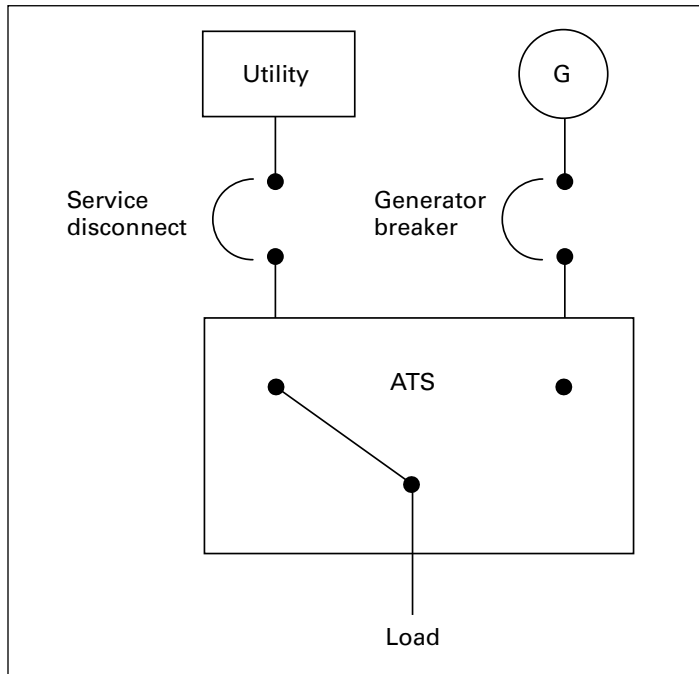 Utility
G
Service
disconnect
Generator
breaker
ATS
Load